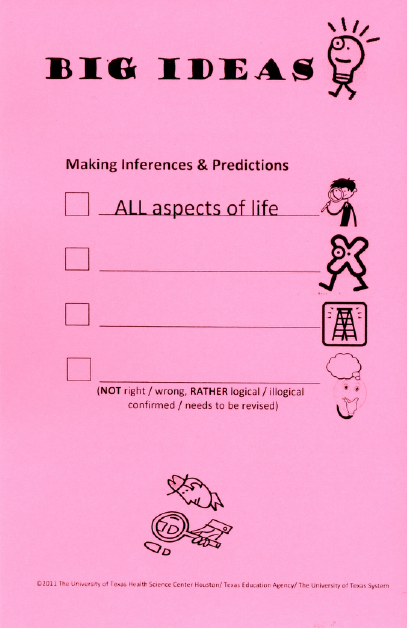 BIG IDEAS
Making Inferences & Predictions
ALL aspects of life
(NOT right / wrong, RATHER logical / illogical
confirmed / needs to be revised)
©2011 The University of Texas Health Science Center Houston/ Texas Education Agency/ The University of Texas System